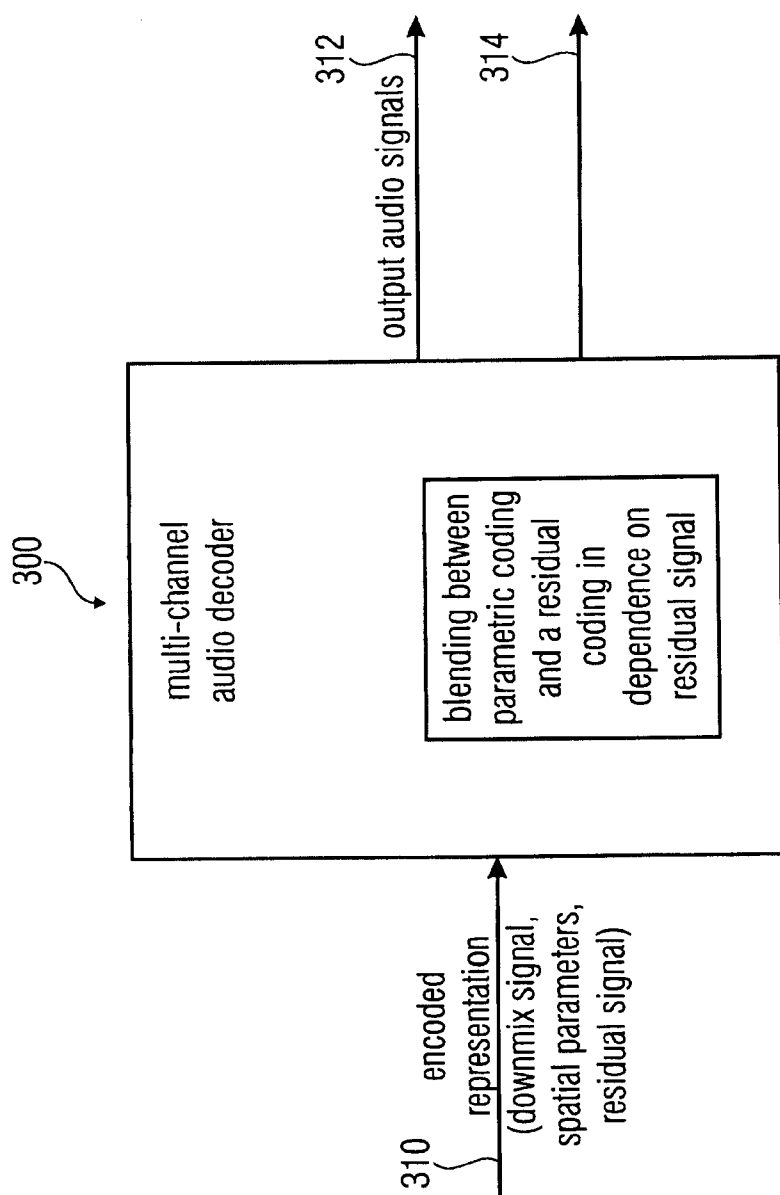 300
multi-channel
audio decoder
310
encoded
representation
(downmix signal,
spatial parameters,
residual signal)
blending between
parametric coding
and a residual
coding in
dependence on
residual signal
output audio signals
312
314